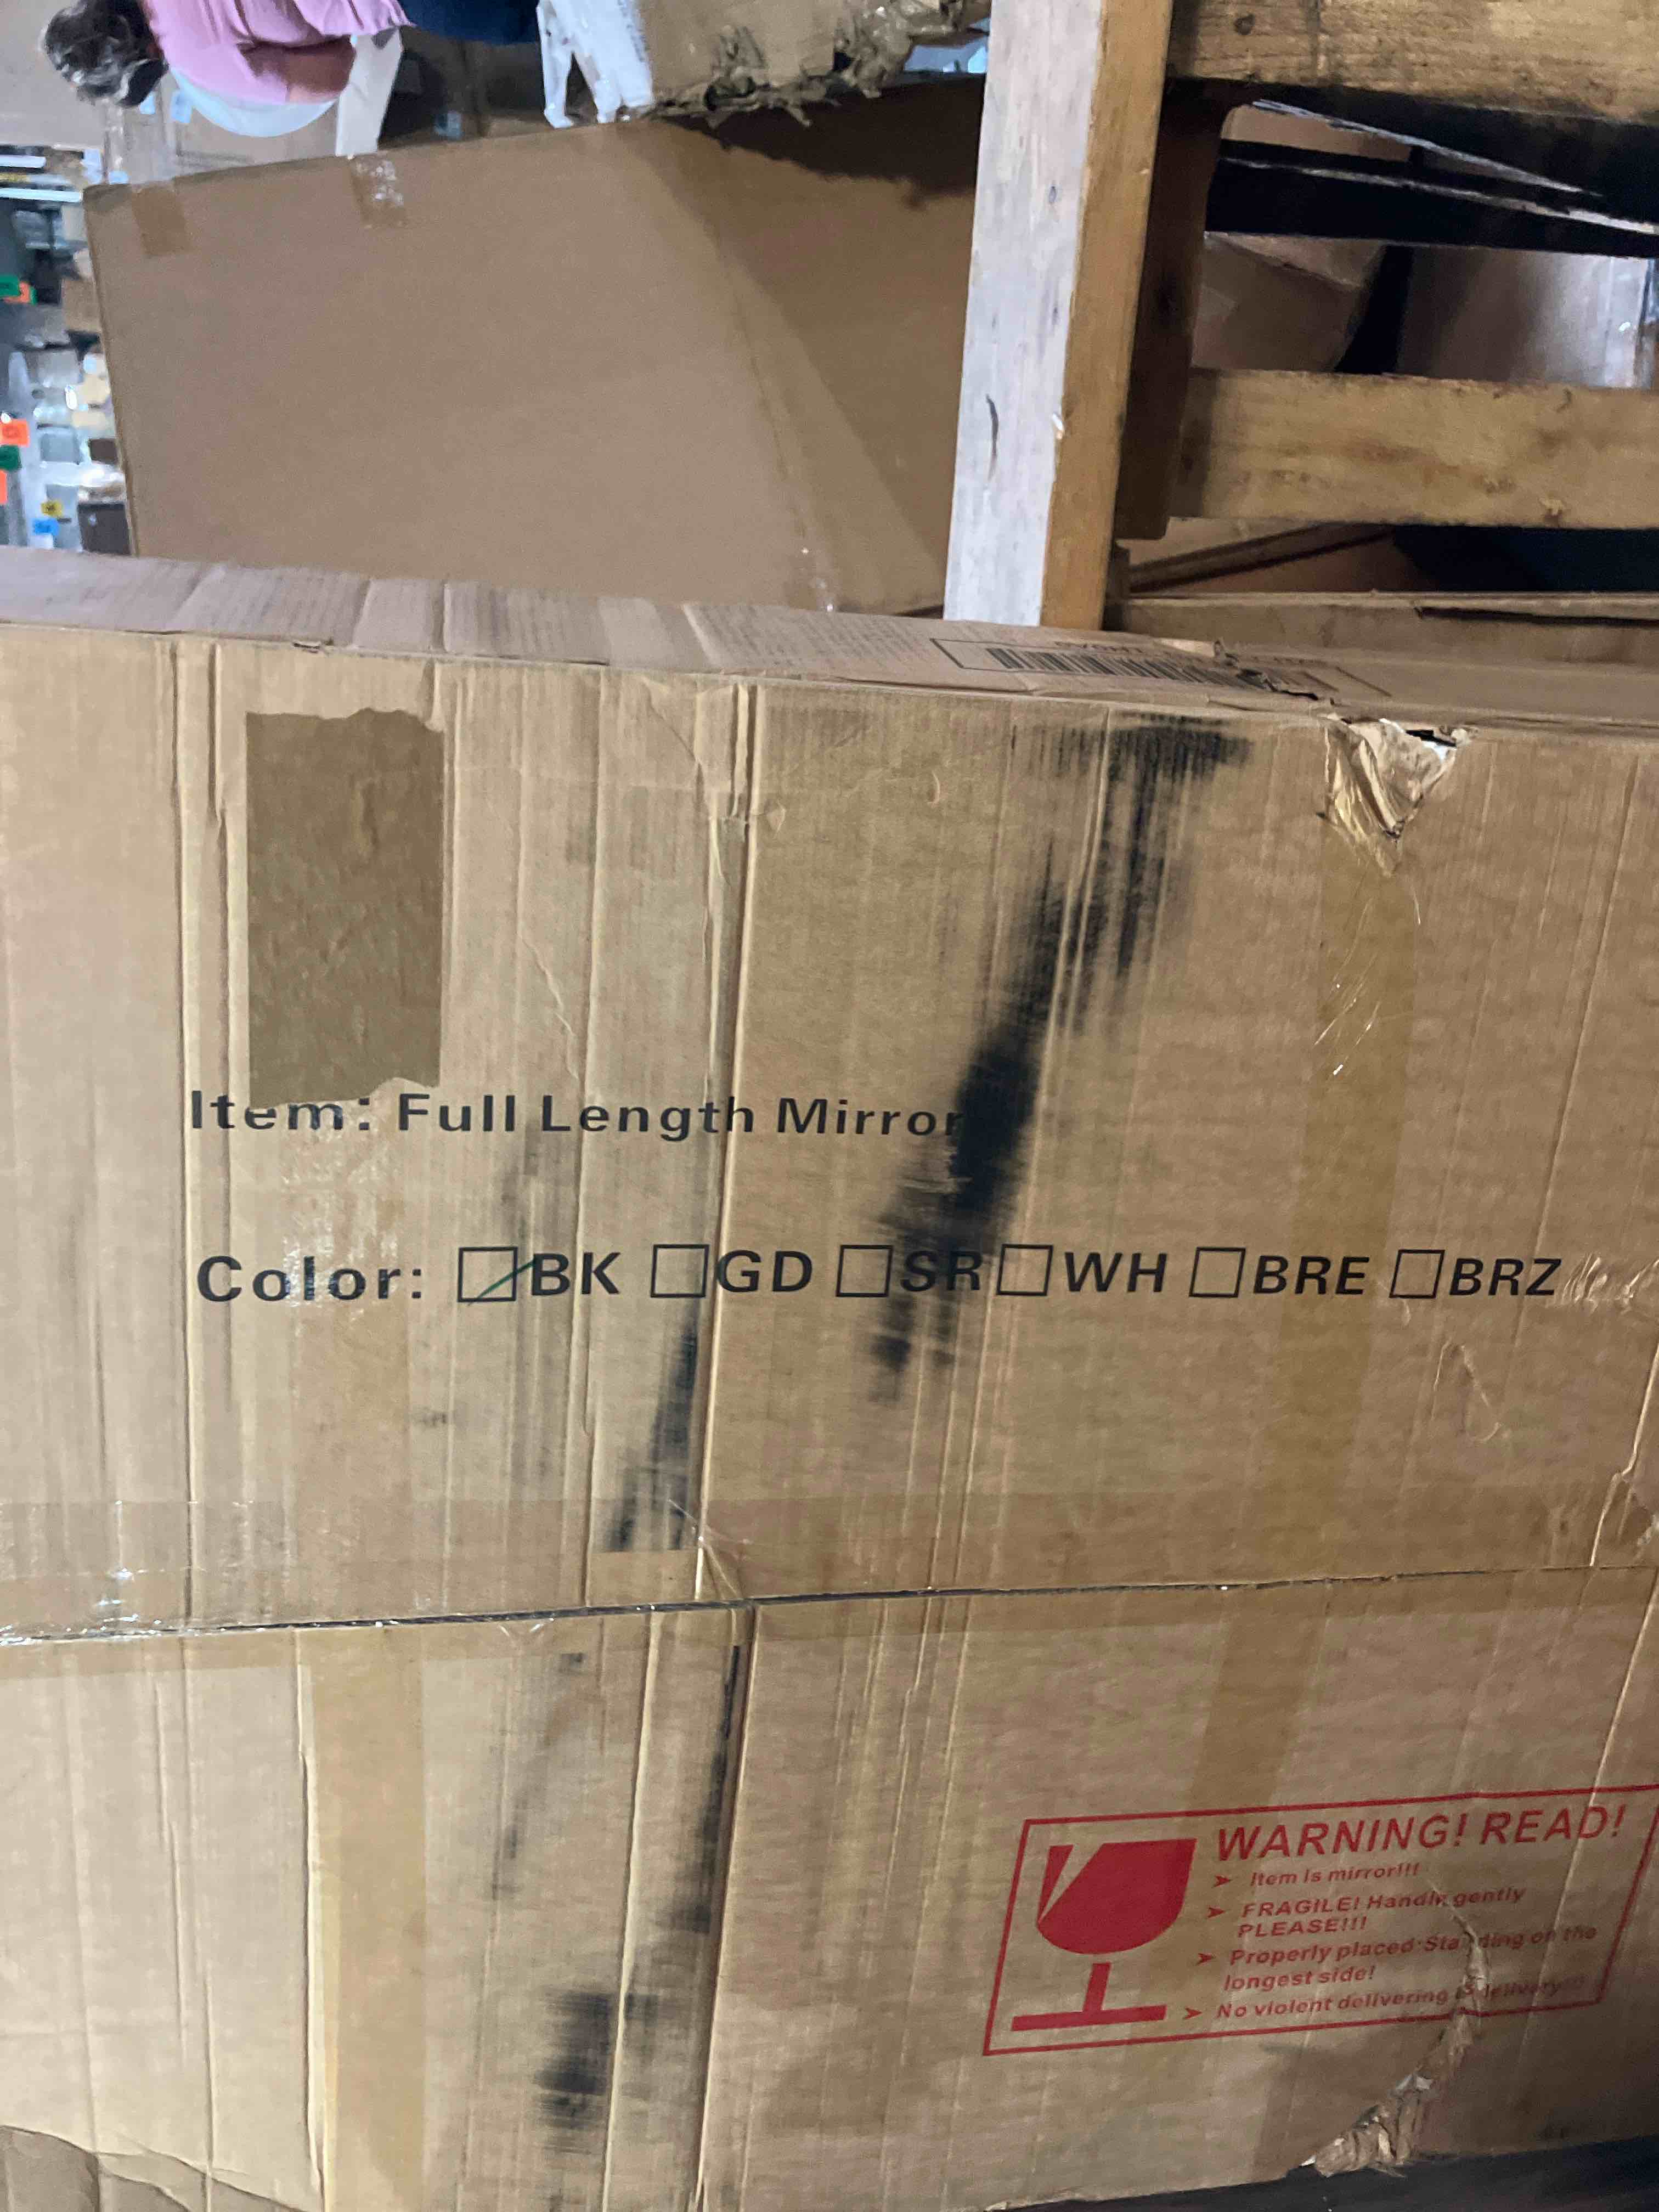 Item: Full Length Mirror
Color: BK GD SR WH BRE BRZ
WARNING! READ!
➤ Item is mirror!!!
➤ FRAGILE! Handle gently
PLEASE!!!
➤ Properly placed:Standing on the
longest side!
➤ No violent delivering & delivery